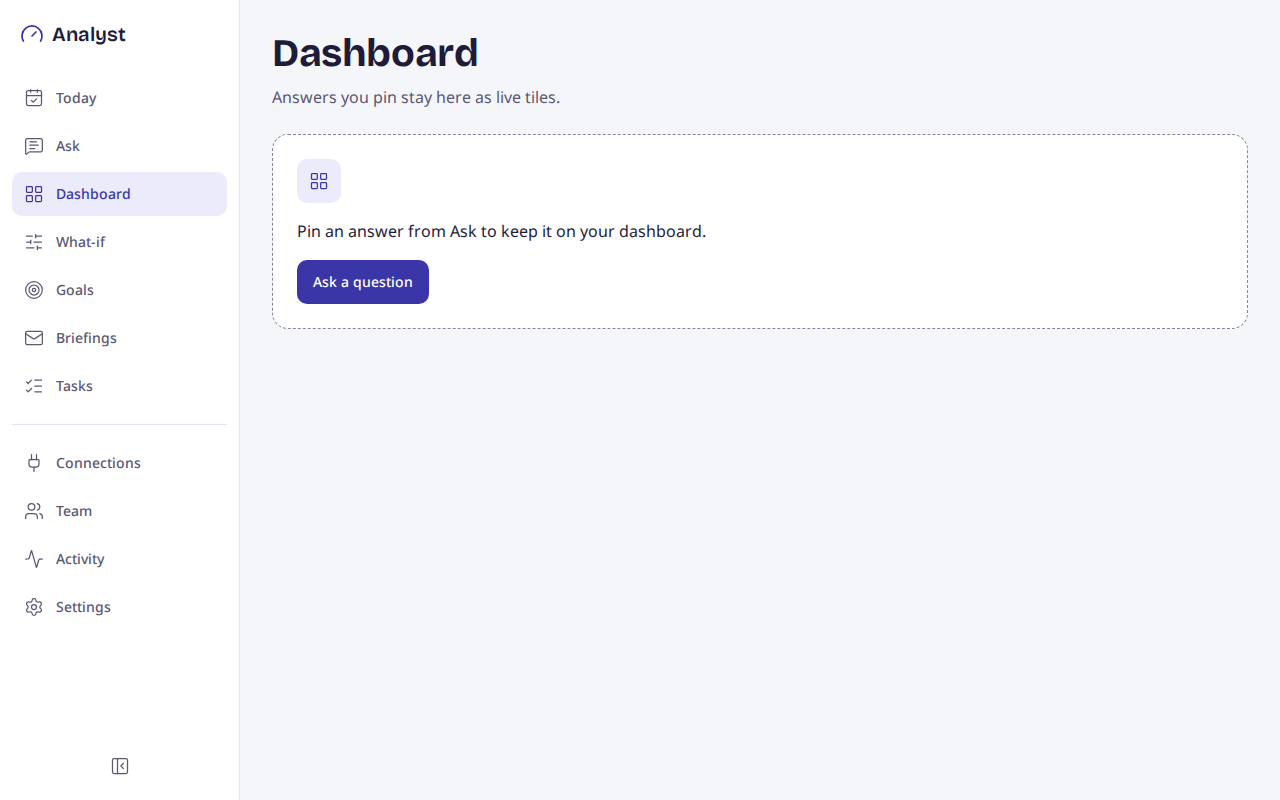 Analyst
Today
Ask
Dashboard
What-if
Goals
Briefings
Tasks
Connections
Team
Activity
Settings
Dashboard
Answers you pin stay here as live tiles.
Pin an answer from Ask to keep it on your dashboard.
Ask a question